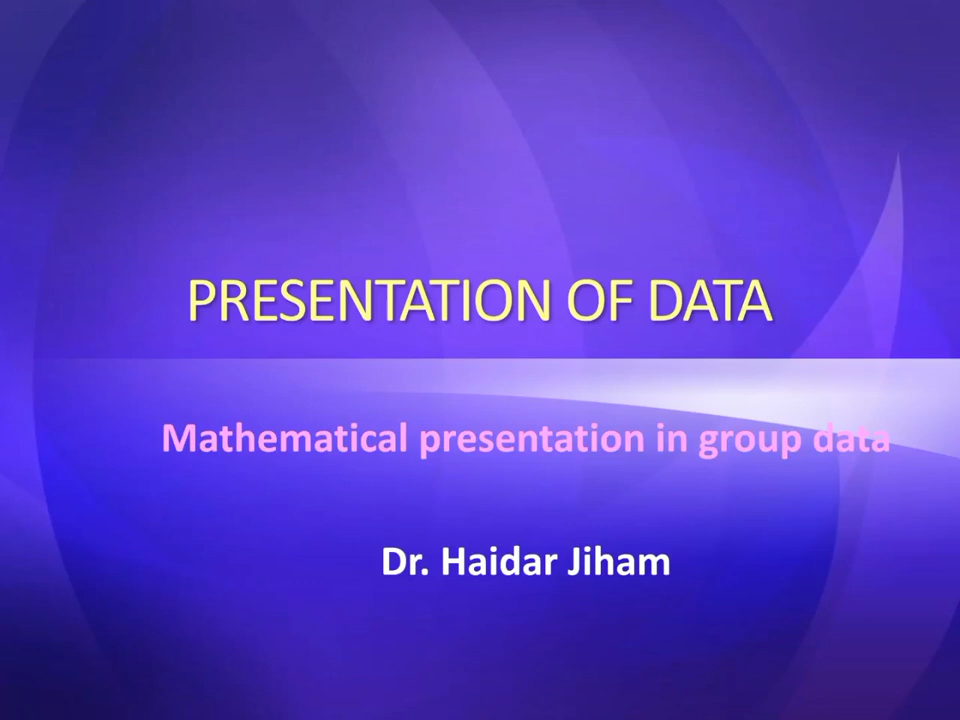 PRESENTATION OF DATA
Mathematical presentation in group data
Dr. Haidar Jiham